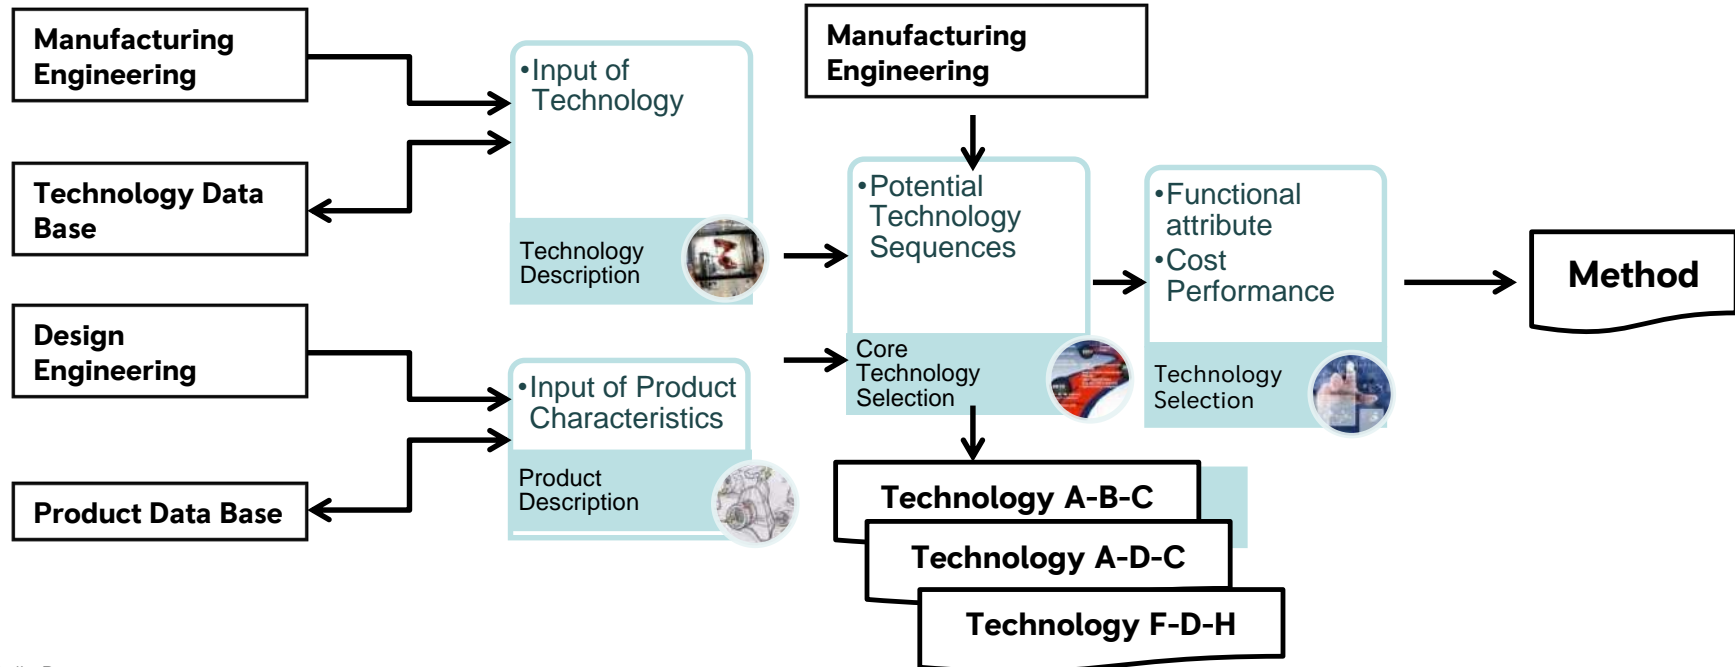 Manufacturing
Engineering
Technology Data
Base
Design
Engineering
Product Data Base
•Input of
Technology
Technology
Description
•Input of Product
Characteristics
Product
Description
Manufacturing
Engineering
•Potential
Technology
Sequences
Core
Technology
Selection
Technology A-B-C
Technology A-D-C
Technology F-D-H
•Functional
attribute
•Cost
Performance
Technology
Selection
Method